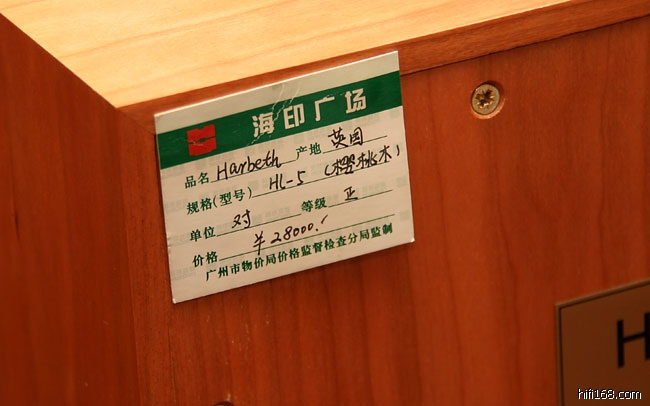 海印广场
品名 Harbeth 产地 英国
规格(型号) HL-5 (樱桃木)
单位 对 等级 正
价格 ¥28000.-
广州市物价局价格监督检查分局监制
H
hifi168.com